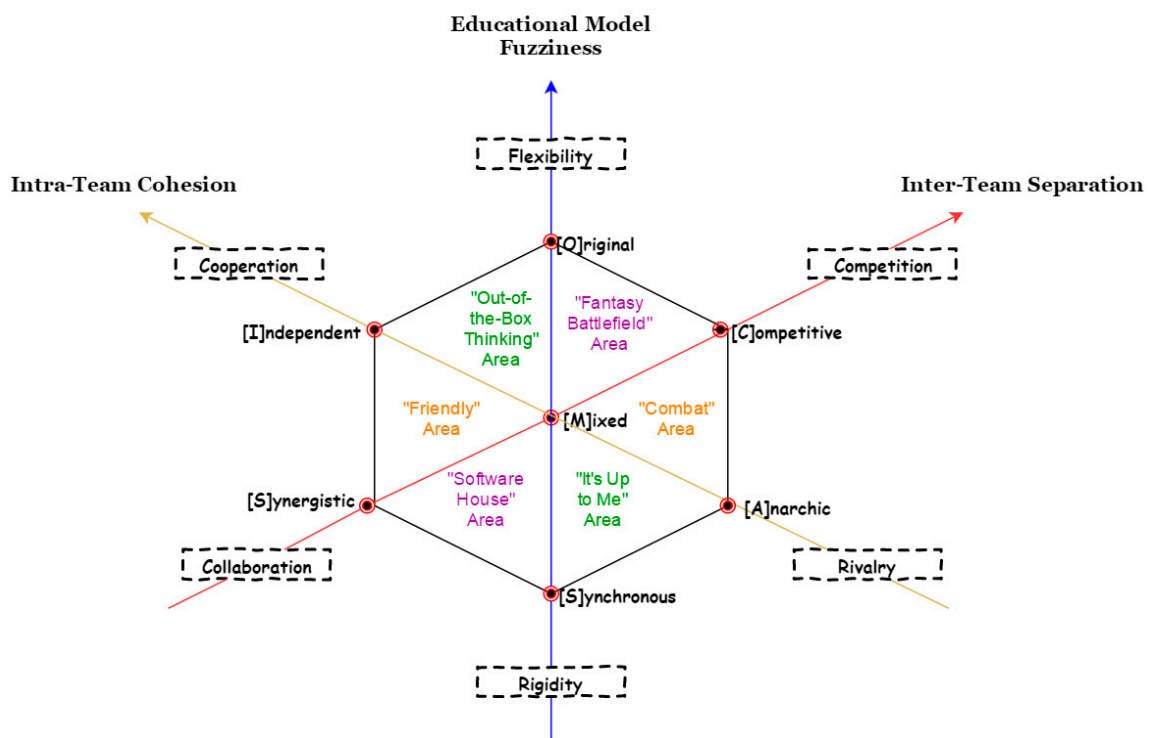 Educational Model
Fuzziness
Flexibility
Intra-Team Cohesion
Inter-Team Separation
Cooperation
Competition
[O]riginal
"Out-of-
the-Box
Thinking"
Area
"Fantasy
Battlefield"
Area
[I]ndependent
[C]ompetitive
"Friendly"
Area
[M]ixed
"Combat"
Area
"Software
House"
Area
"It's Up
to Me"
Area
[S]ynergistic
[A]narchic
Collaboration
Rivalry
[S]ynchronous
Rigidity